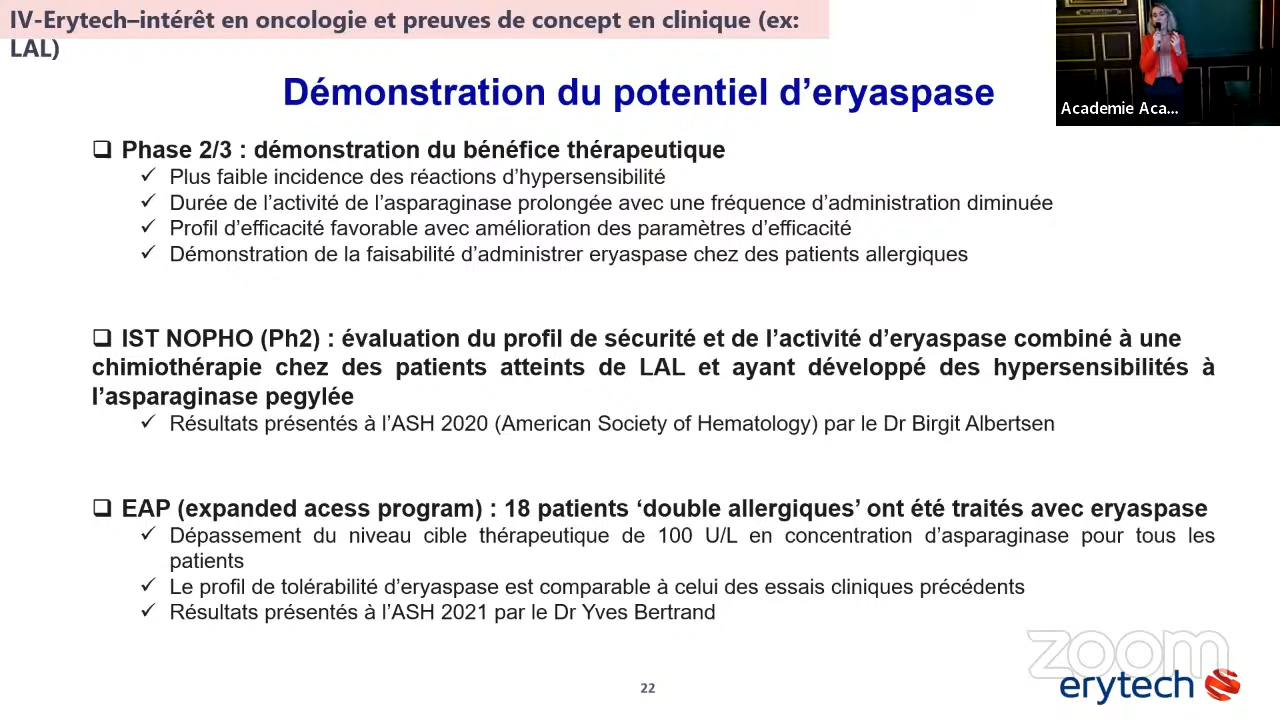 IV-Erytech–intérêt en oncologie et preuves de concept en clinique (ex:
LAL)
Academie Aca...
Démonstration du potentiel d’eryaspase
❑ Phase 2/3 : démonstration du bénéfice thérapeutique
✓ Plus faible incidence des réactions d’hypersensibilité
✓ Durée de l’activité de l’asparaginase prolongée avec une fréquence d’administration diminuée
✓ Profil d’efficacité favorable avec amélioration des paramètres d’efficacité
✓ Démonstration de la faisabilité d’administrer eryaspase chez des patients allergiques
❑ IST NOPHO (Ph2) : évaluation du profil de sécurité et de l’activité d’eryaspase combiné à une
chimiothérapie chez des patients atteints de LAL et ayant développé des hypersensibilités à
l’asparaginase pegylée
✓ Résultats présentés à l’ASH 2020 (American Society of Hematology) par le Dr Birgit Albertsen
❑ EAP (expanded acess program) : 18 patients ‘double allergiques’ ont été traités avec eryaspase
✓ Dépassement du niveau cible thérapeutique de 100 U/L en concentration d’asparaginase pour tous les
patients
✓ Le profil de tolérabilité d’eryaspase est comparable à celui des essais cliniques précédents
✓ Résultats présentés à l’ASH 2021 par le Dr Yves Bertrand
zoom
erytech
22